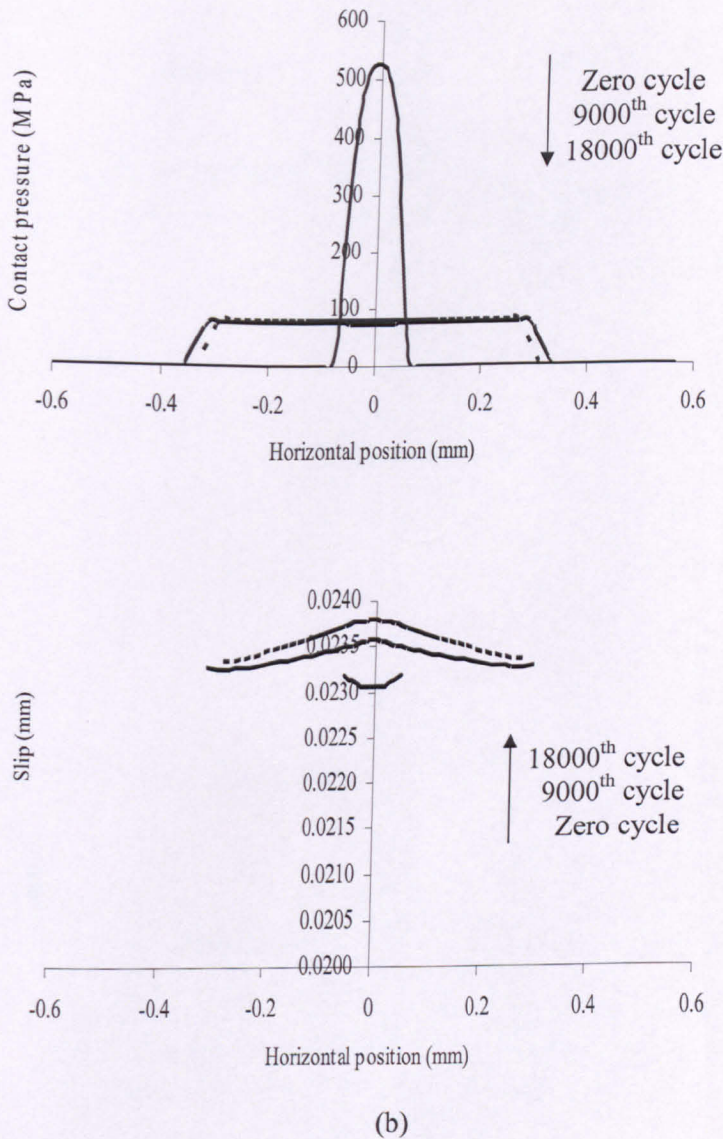 600
500
400
300
200
100
0
Contact pressure (MPa)
Zero cycle
9000th cycle
18000th cycle
-0.6
-0.4
-0.2
0
0.2
0.4
0.6
Horizontal position (mm)
0.0240
0.0235
0.0230
0.0225
0.0220
0.0215
0.0210
0.0205
0.0200
Slip (mm)
18000th cycle
9000th cycle
Zero cycle
-0.6
-0.4
-0.2
0
0.2
0.4
0.6
Horizontal position (mm)
(b)